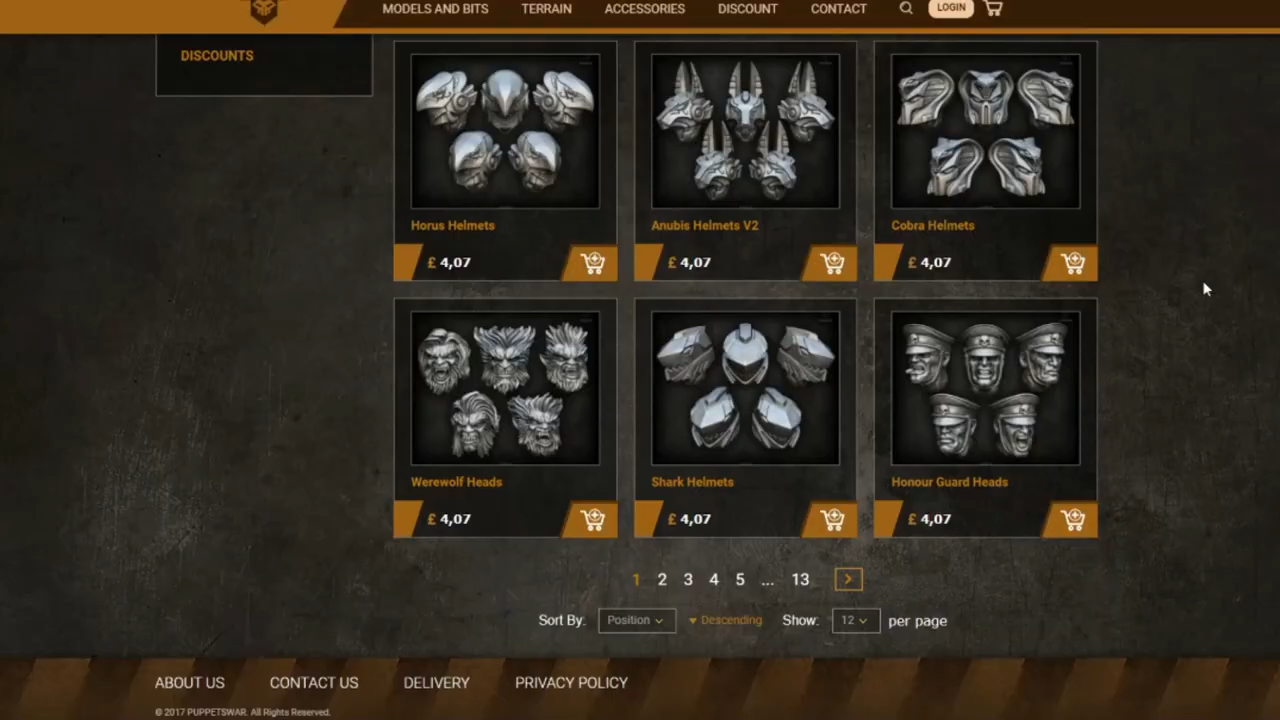 MODELS AND BITS TERRAIN ACCESSORIES DISCOUNT CONTACT LOGIN
DISCOUNTS
Horus Helmets Anubis Helmets V2 Cobra Helmets
£ 4,07 £ 4,07 £ 4,07
Werewolf Heads Shark Helmets Honour Guard Heads
£ 4,07 £ 4,07 £ 4,07
1 2 3 4 5 ... 13
Sort By: Position Descending Show: 12 per page
ABOUT US CONTACT US DELIVERY PRIVACY POLICY
© 2017 PUPPETSWAR. All Rights Reserved.